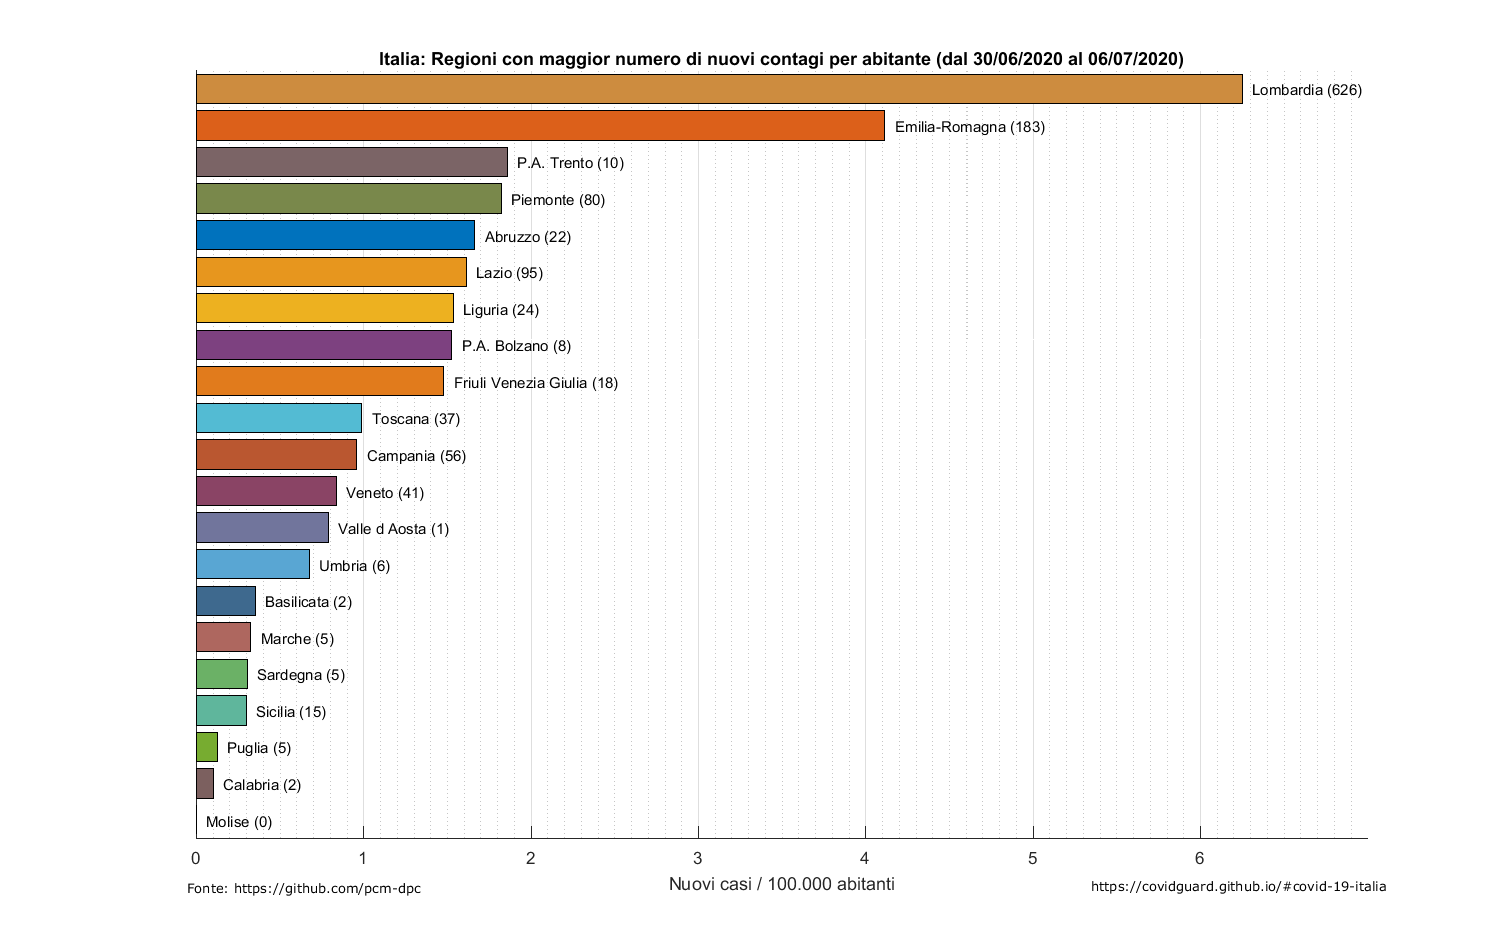 Italia: Regioni con maggior numero di nuovi contagi per abitante (dal 30/06/2020 al 06/07/2020)
Lombardia (626)
Emilia-Romagna (183)
P.A. Trento (10)
Piemonte (80)
Abruzzo (22)
Lazio (95)
Liguria (24)
P.A. Bolzano (8)
Friuli Venezia Giulia (18)
Toscana (37)
Campania (56)
Veneto (41)
Valle d Aosta (1)
Umbria (6)
Basilicata (2)
Marche (5)
Sardegna (5)
Sicilia (15)
Puglia (5)
Calabria (2)
Molise (0)
0 1 2 3 4 5 6
Nuovi casi / 100.000 abitanti
Fonte: https://github.com/pcm-dpc
https://covidguard.github.io/#covid-19-italia